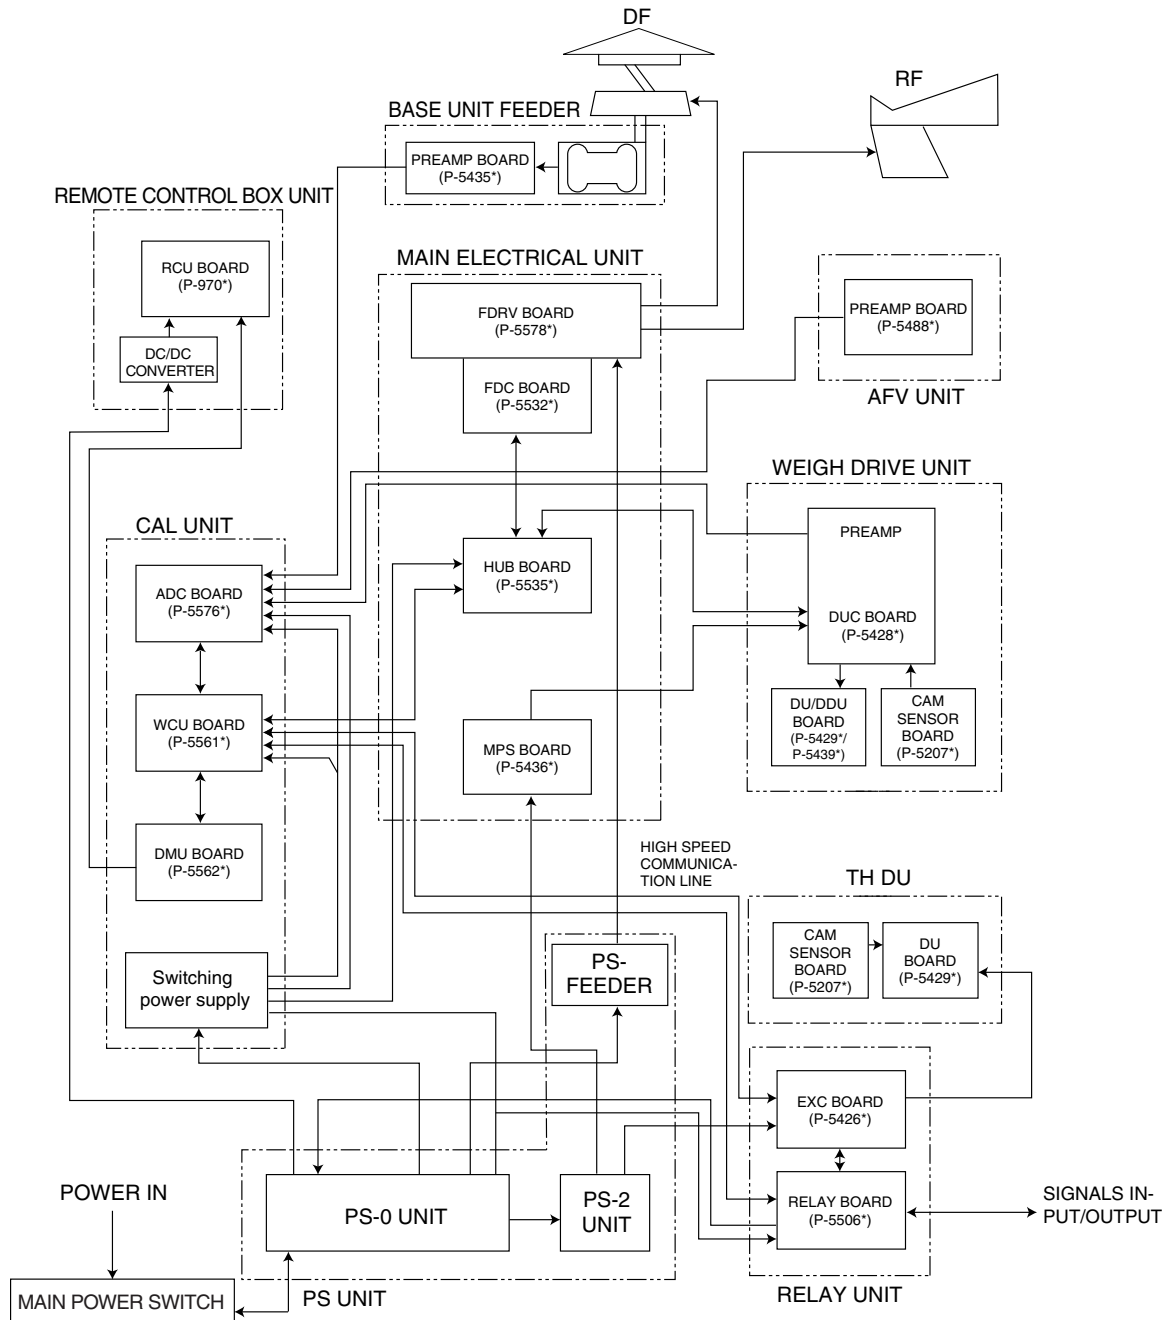 DF
RF
BASE UNIT FEEDER
PREAMP BOARD
(P-5435*)
REMOTE CONTROL BOX UNIT
RCU BOARD
(P-970*)
DC/DC
CONVERTER
MAIN ELECTRICAL UNIT
FDRV BOARD
(P-5578*)
FDC BOARD
(P-5532*)
HUB BOARD
(P-5535*)
MPS BOARD
(P-5436*)
PREAMP BOARD
(P-5488*)
AFV UNIT
WEIGH DRIVE UNIT
PREAMP
DUC BOARD
(P-5428*)
DU/DDU
BOARD
(P-5429*/
P-5439*)
CAM
SENSOR
BOARD
(P-5207*)
CAL UNIT
ADC BOARD
(P-5576*)
WCU BOARD
(P-5561*)
DMU BOARD
(P-5562*)
Switching
power supply
HIGH SPEED
COMMUNICA-
TION LINE
TH DU
CAM
SENSOR
BOARD
(P-5207*)
DU
BOARD
(P-5429*)
PS-
FEEDER
EXC BOARD
(P-5426*)
RELAY BOARD
(P-5506*)
RELAY UNIT
SIGNALS IN-
PUT/OUTPUT
POWER IN
PS-0 UNIT
PS-2
UNIT
PS UNIT
MAIN POWER SWITCH